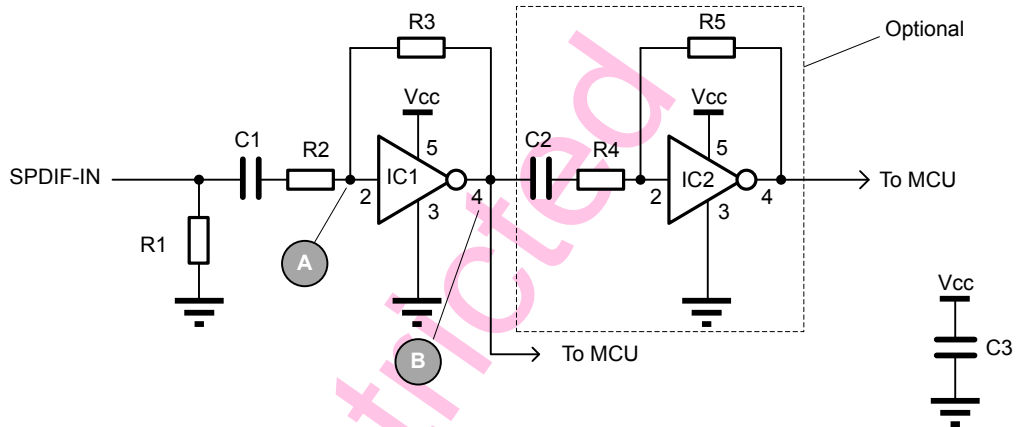 R3
R5
Optional
Vcc
Vcc
C1
R2
5
IC1
C2
R4
5
IC2
SPDIF-IN
2
4
2
4
To MCU
3
3
R1
A
B
To MCU
Vcc
C3
tricted